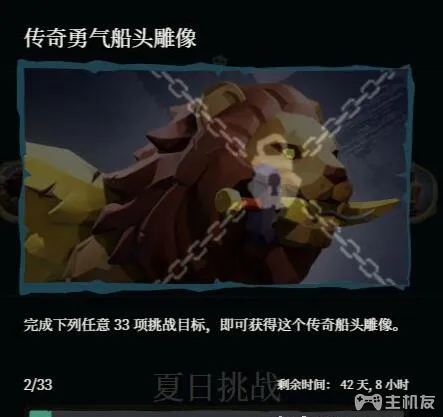 传奇勇气船头雕像
完成下列任意 33 项挑战目标，即可获得这个传奇船头雕像。
2/33
夏日挑战
剩余时间： 42 天, 8 小时
主机友